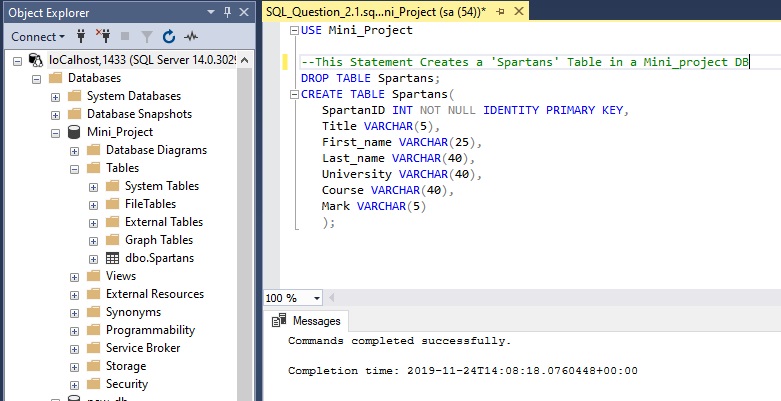 Object Explorer
Connect
loCalhost,1433 (SQL Server 14.0.3029
Databases
System Databases
Database Snapshots
Mini_Project
Database Diagrams
Tables
System Tables
FileTables
External Tables
Graph Tables
dbo.Spartans
Views
External Resources
Synonyms
Programmability
Service Broker
Storage
Security
SQL_Question_2.1.sq...ni_Project (sa (54))*
USE Mini_Project
--This Statement Creates a 'Spartans' Table in a Mini_project DB
DROP TABLE Spartans;
CREATE TABLE Spartans(
SpartanID INT NOT NULL IDENTITY PRIMARY KEY,
Title VARCHAR(5),
First_name VARCHAR(25),
Last_name VARCHAR(40),
University VARCHAR(40),
Course VARCHAR(40),
Mark VARCHAR(5)
);
100 %
Messages
Commands completed successfully.
Completion time: 2019-11-24T14:08:18.0760448+00:00